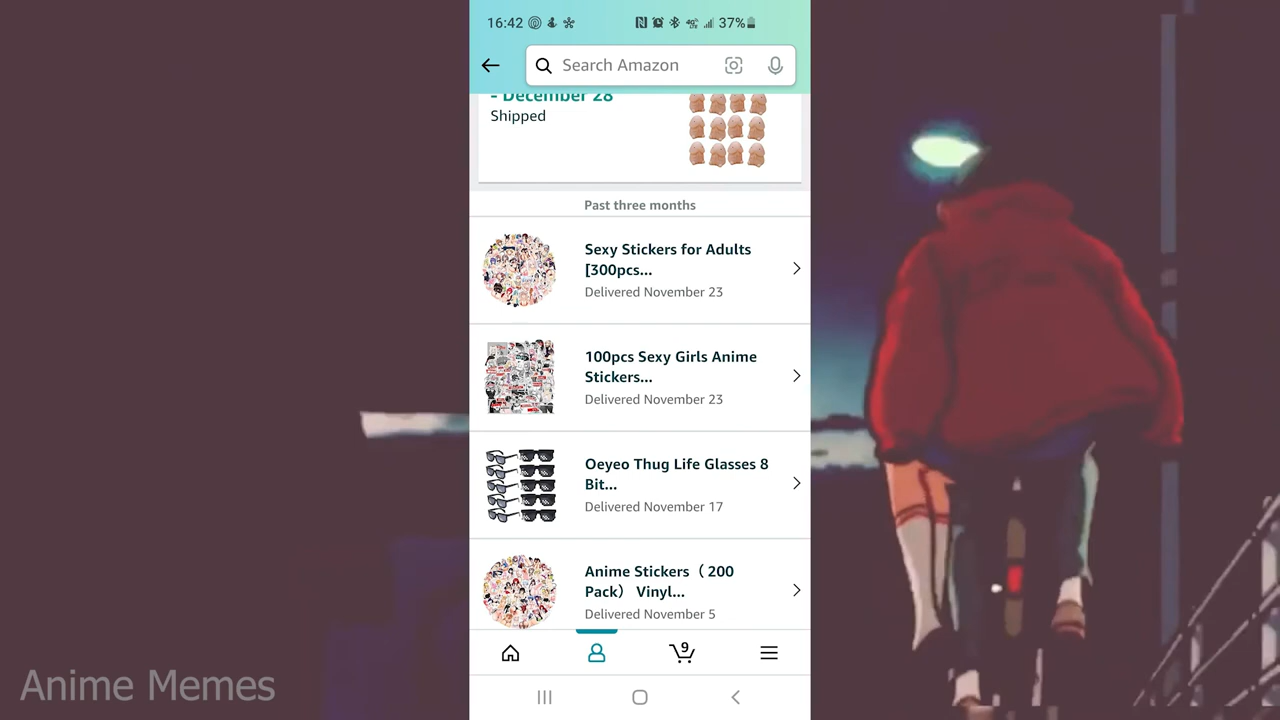 16:42
37%
Search Amazon
- December 28
Shipped
Past three months
Sexy Stickers for Adults
[300pcs...
Delivered November 23
100pcs Sexy Girls Anime
Stickers...
Delivered November 23
Oeyeo Thug Life Glasses 8
Bit...
Delivered November 17
Anime Stickers（200
Pack） Vinyl...
Delivered November 5
9
Anime Memes